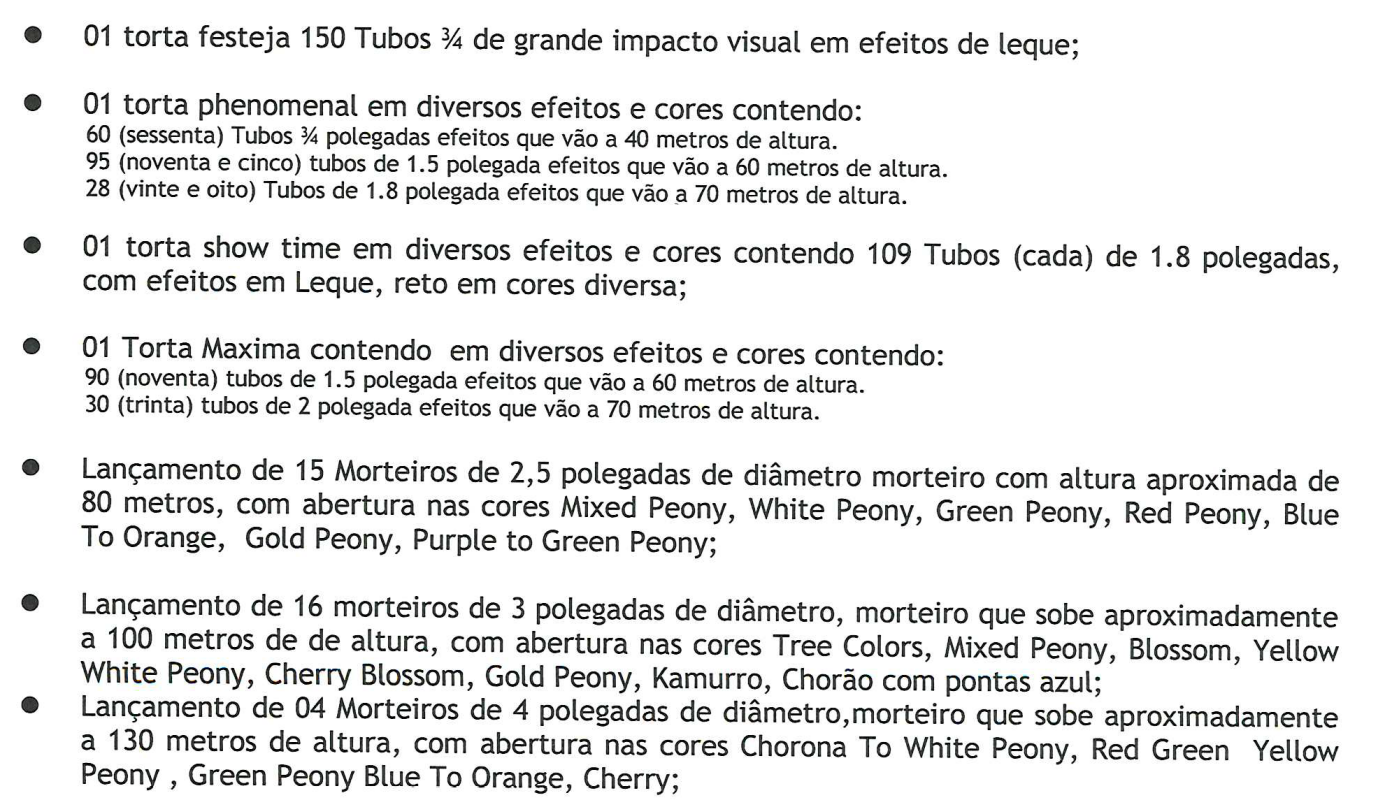 ● 01 torta festeja 150 Tubos ¾ de grande impacto visual em efeitos de leque;
● 01 torta phenomenal em diversos efeitos e cores contendo:
60 (sessenta) Tubos ¾ polegadas efeitos que vão a 40 metros de altura.
95 (noventa e cinco) tubos de 1.5 polegada efeitos que vão a 60 metros de altura.
28 (vinte e oito) Tubos de 1.8 polegada efeitos que vão a 70 metros de altura.
● 01 torta show time em diversos efeitos e cores contendo 109 Tubos (cada) de 1.8 polegadas,
com efeitos em Leque, reto em cores diversa;
● 01 Torta Maxima contendo em diversos efeitos e cores contendo:
90 (noventa) tubos de 1.5 polegada efeitos que vão a 60 metros de altura.
30 (trinta) tubos de 2 polegada efeitos que vão a 70 metros de altura.
● Lançamento de 15 Morteiros de 2,5 polegadas de diâmetro morteiro com altura aproximada de
80 metros, com abertura nas cores Mixed Peony, White Peony, Green Peony, Red Peony, Blue
To Orange, Gold Peony, Purple to Green Peony;
● Lançamento de 16 morteiros de 3 polegadas de diâmetro, morteiro que sobe aproximadamente
a 100 metros de de altura, com abertura nas cores Tree Colors, Mixed Peony, Blossom, Yellow
White Peony, Cherry Blossom, Gold Peony, Kamurro, Chorão com pontas azul;
● Lançamento de 04 Morteiros de 4 polegadas de diâmetro,morteiro que sobe aproximadamente
a 130 metros de altura, com abertura nas cores Chorona To White Peony, Red Green Yellow
Peony , Green Peony Blue To Orange, Cherry;